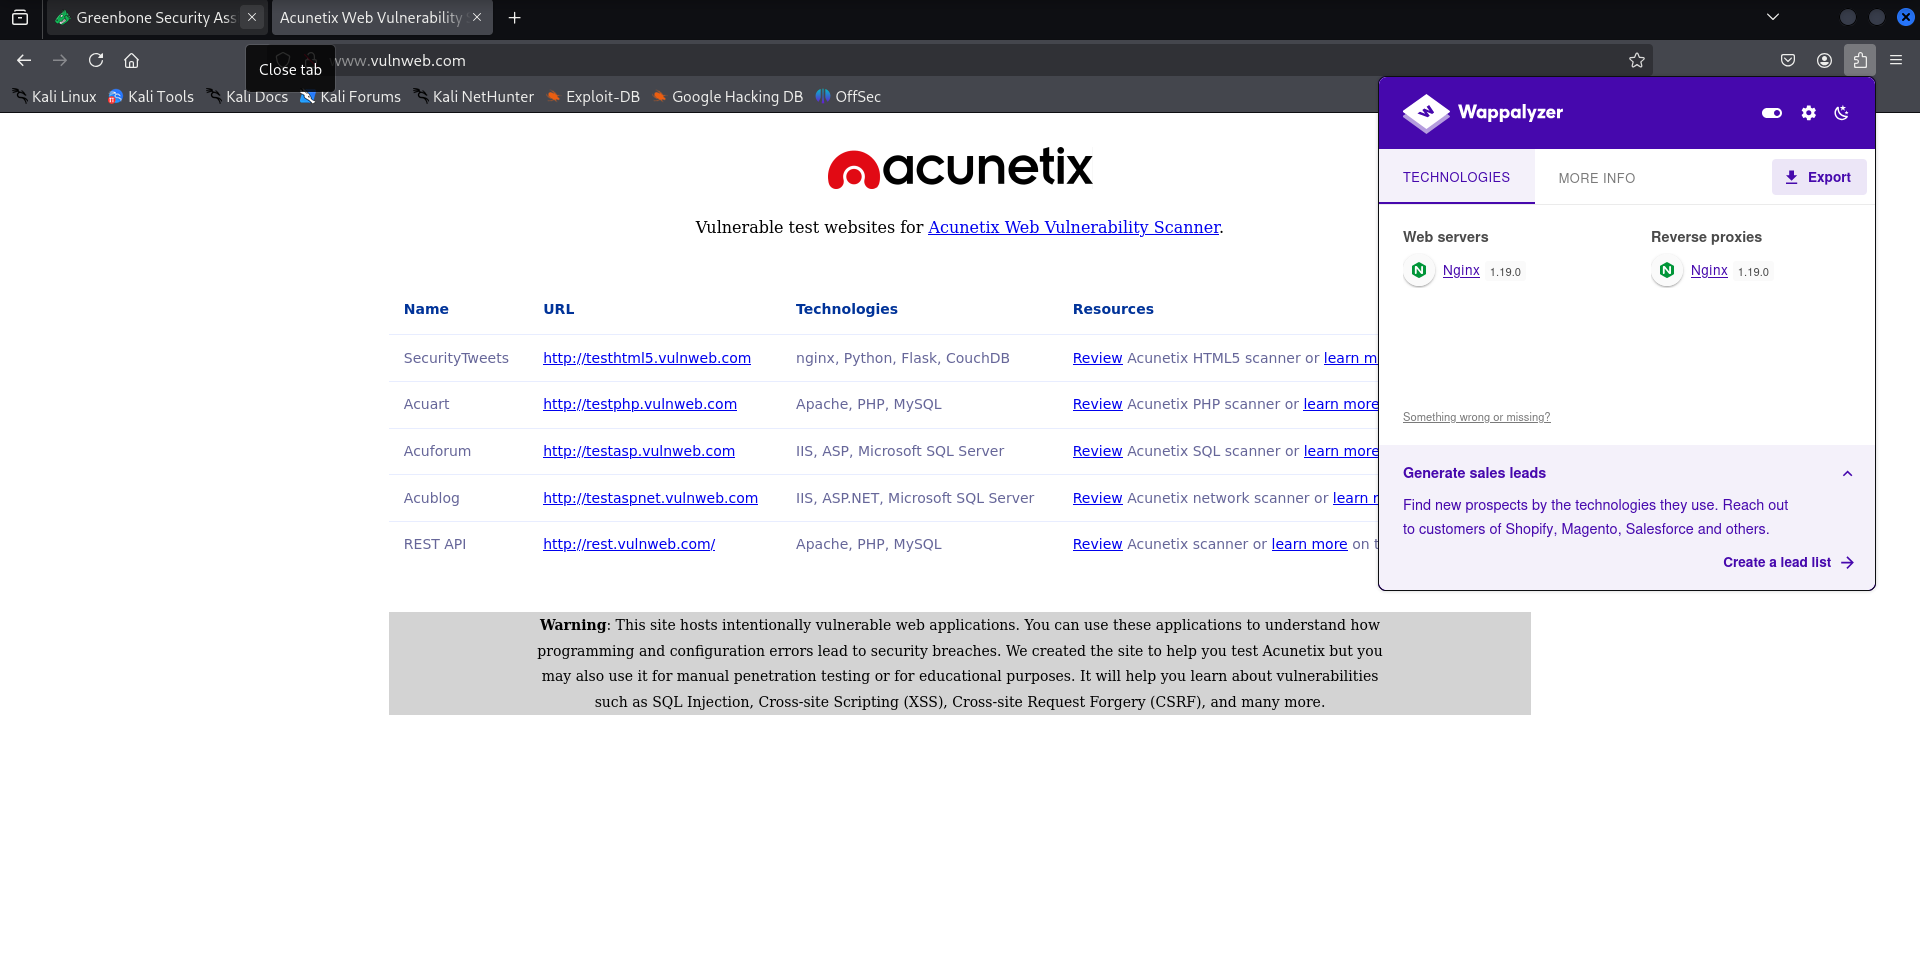 Greenbone Security Ass
Acunetix Web Vulnerability
Close tab
www.vulnweb.com
Kali Linux
Kali Tools
Kali Docs
Kali Forums
Kali NetHunter
Exploit-DB
Google Hacking DB
OffSec
acunetix
Vulnerable test websites for Acunetix Web Vulnerability Scanner.
Name URL Technologies Resources
SecurityTweets http://testhtml5.vulnweb.com nginx, Python, Flask, CouchDB Review Acunetix HTML5 scanner or learn m
Acuart http://testphp.vulnweb.com Apache, PHP, MySQL Review Acunetix PHP scanner or learn more
Acuforum http://testasp.vulnweb.com IIS, ASP, Microsoft SQL Server Review Acunetix SQL scanner or learn more
Acublog http://testaspnet.vulnweb.com IIS, ASP.NET, Microsoft SQL Server Review Acunetix network scanner or learn r
REST API http://rest.vulnweb.com/ Apache, PHP, MySQL Review Acunetix scanner or learn more on t
Warning: This site hosts intentionally vulnerable web applications. You can use these applications to understand how
programming and configuration errors lead to security breaches. We created the site to help you test Acunetix but you
may also use it for manual penetration testing or for educational purposes. It will help you learn about vulnerabilities
such as SQL Injection, Cross-site Scripting (XSS), Cross-site Request Forgery (CSRF), and many more.
Wappalyzer
TECHNOLOGIES
MORE INFO
Export
Web servers
Nginx 1.19.0
Reverse proxies
Nginx 1.19.0
Something wrong or missing?
Generate sales leads
Find new prospects by the technologies they use. Reach out
to customers of Shopify, Magento, Salesforce and others.
Create a lead list